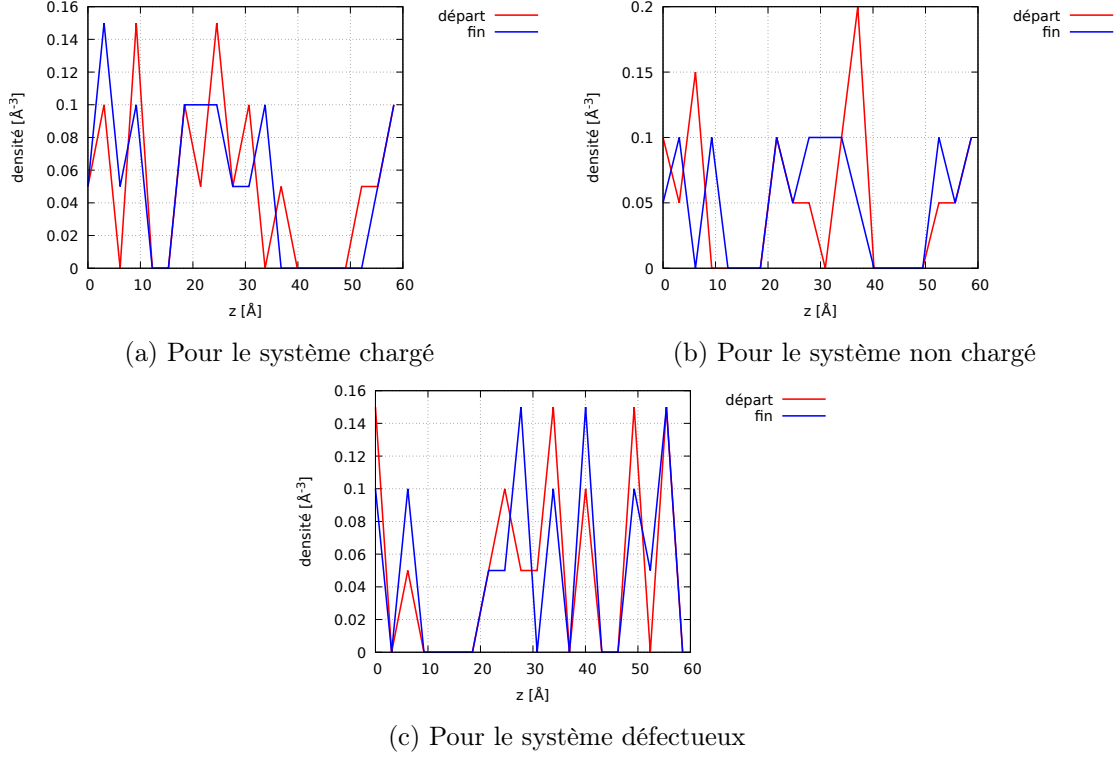 0.16
0.14
0.12
0.1
0.08
0.06
0.04
0.02
0
0 10 20 30 40 50 60
densité [Å-3]
z [Å]
départ
fin
(a) Pour le système chargé
0.2
0.15
0.1
0.05
0
0 10 20 30 40 50 60
densité [Å-3]
z [Å]
départ
fin
(b) Pour le système non chargé
0.16
0.14
0.12
0.1
0.08
0.06
0.04
0.02
0
0 10 20 30 40 50 60
densité [Å-3]
z [Å]
départ
fin
(c) Pour le système défectueux